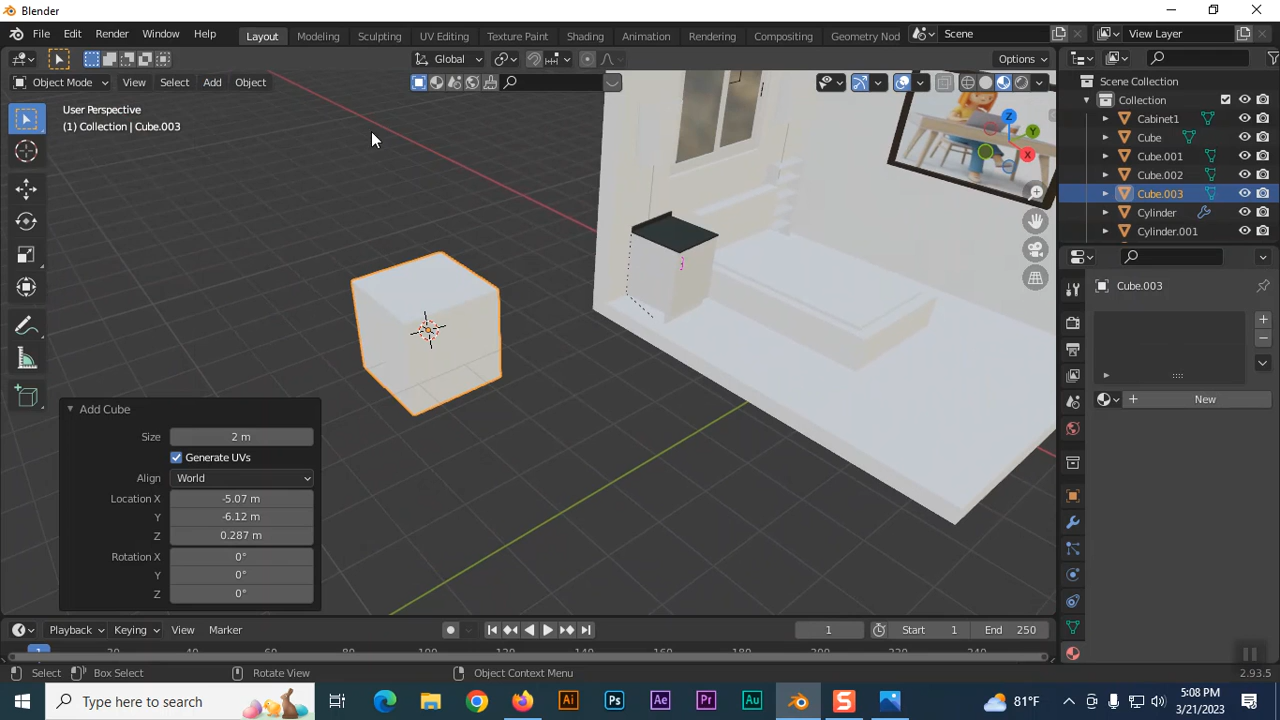 Blender
File Edit Render Window Help Layout Modeling Sculpting UV Editing Texture Paint Shading Animation Rendering Compositing Geometry Nod Scene View Layer
Global Options
Object Mode View Select Add Object
User Perspective
(1) Collection | Cube.003
Z
Y
X
Scene Collection
Collection
Cabinet1
Cube
Cube.001
Cube.002
Cube.003
Cylinder
Cylinder.001
Cube.003
New
Add Cube
Size 2 m
Generate UVs
Align World
Location X -5.07 m
Y -6.12 m
Z 0.287 m
Rotation X 0°
Y 0°
Z 0°
Playback Keying View Marker 1 Start 1 End 250
Select Box Select Rotate View Object Context Menu 2.93.5
Type here to search Ai Ps Ae Pr Au S 81°F 5:08 PM
3/21/2023